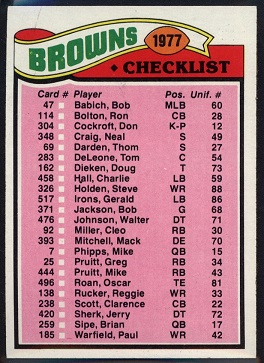 BROWNS 1977
CHECKLIST
Card # Player Pos. Unif. #
47 Babich, Bob MLB 60
114 Bolton, Ron CB 28
304 Cockroft, Don K-P 12
348 Craig, Neal S 49
69 Darden, Thom S 27
283 DeLeone, Tom C 54
162 Dieken, Doug T 73
458 Hall, Charlie LB 59
326 Holden, Steve WR 88
517 Irons, Gerald LB 86
371 Jackson, Bob G 68
476 Johnson, Walter DT 71
92 Miller, Cleo RB 30
393 Mitchell, Mack DE 70
7 Phipps, Mike QB 15
25 Pruitt, Greg RB 34
444 Pruitt, Mike RB 43
496 Roan, Oscar TE 81
138 Rucker, Reggie WR 33
238 Scott, Clarence CB 22
420 Sherk, Jerry DT 72
259 Sipe, Brian QB 17
185 Warfield, Paul WR 42